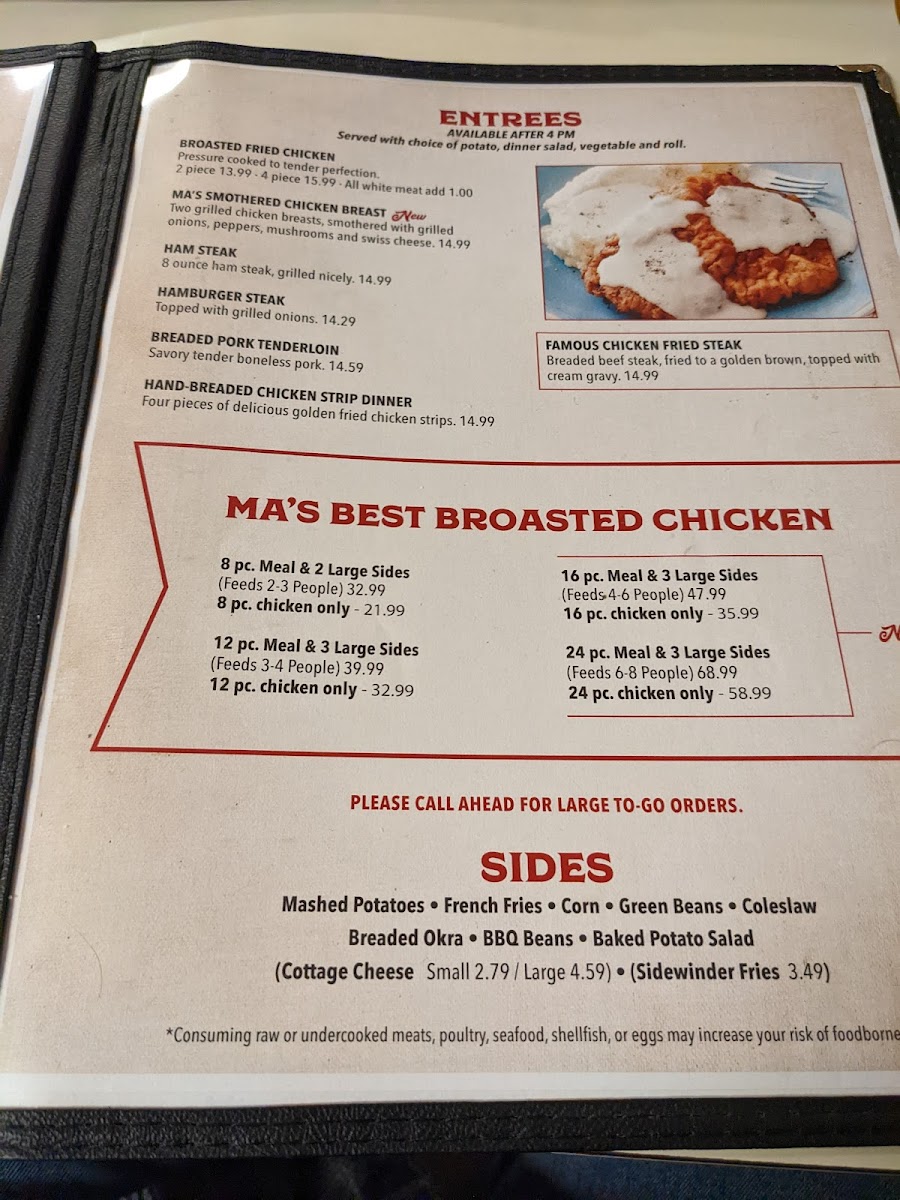 ENTREES
AVAILABLE AFTER 4 PM
Served with choice of potato, dinner salad, vegetable and roll.
BROASTED FRIED CHICKEN
Pressure cooked to tender perfection.
2 piece 13.99 - 4 piece 15.99 - All white meat add 1.00
MA'S SMOTHERED CHICKEN BREAST New
Two grilled chicken breasts, smothered with grilled
onions, peppers, mushrooms and swiss cheese. 14.99
HAM STEAK
8 ounce ham steak, grilled nicely. 14.99
HAMBURGER STEAK
Topped with grilled onions. 14.29
BREADED PORK TENDERLOIN
Savory tender boneless pork. 14.59
HAND-BREADED CHICKEN STRIP DINNER
Four pieces of delicious golden fried chicken strips. 14.99
FAMOUS CHICKEN FRIED STEAK
Breaded beef steak, fried to a golden brown, topped with
cream gravy. 14.99
MA'S BEST BROASTED CHICKEN
8 pc. Meal & 2 Large Sides
(Feeds 2-3 People) 32.99
8 pc. chicken only - 21.99
12 pc. Meal & 3 Large Sides
(Feeds 3-4 People) 39.99
12 pc. chicken only - 32.99
16 pc. Meal & 3 Large Sides
(Feeds 4-6 People) 47.99
16 pc. chicken only - 35.99
24 pc. Meal & 3 Large Sides
(Feeds 6-8 People) 68.99
24 pc. chicken only - 58.99
PLEASE CALL AHEAD FOR LARGE TO-GO ORDERS.
SIDES
Mashed Potatoes • French Fries • Corn • Green Beans • Coleslaw
Breaded Okra • BBQ Beans • Baked Potato Salad
(Cottage Cheese Small 2.79 / Large 4.59) • (Sidewinder Fries 3.49)
*Consuming raw or undercooked meats, poultry, seafood, shellfish, or eggs may increase your risk of foodborne